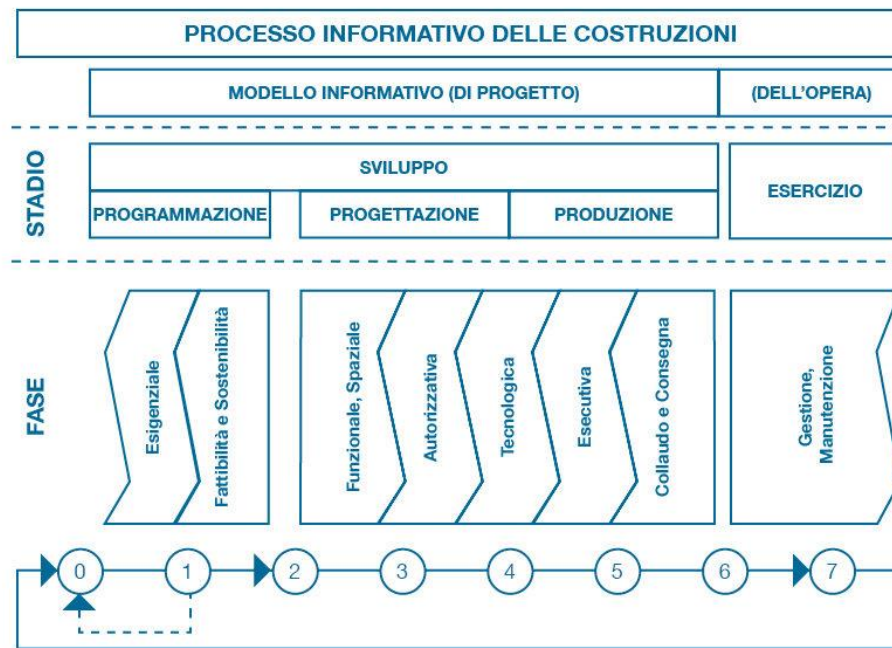 PROCESSO INFORMATIVO DELLE COSTRUZIONI
MODELLO INFORMATIVO (DI PROGETTO)
(DELL'OPERA)
STADIO
SVILUPPO
PROGRAMMAZIONE
PROGETTAZIONE
PRODUZIONE
ESERCIZIO
FASE
Esigenziale
Fattibilità e Sostenibilità
Funzionale, Spaziale
Autorizzativa
Tecnologica
Esecutiva
Collaudo e Consegna
Gestione,
Manutenzione
0
1
2
3
4
5
6
7